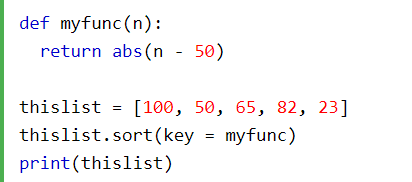 def myfunc(n):
  return abs(n - 50)

thislist = [100, 50, 65, 82, 23]
thislist.sort(key = myfunc)
print(thislist)